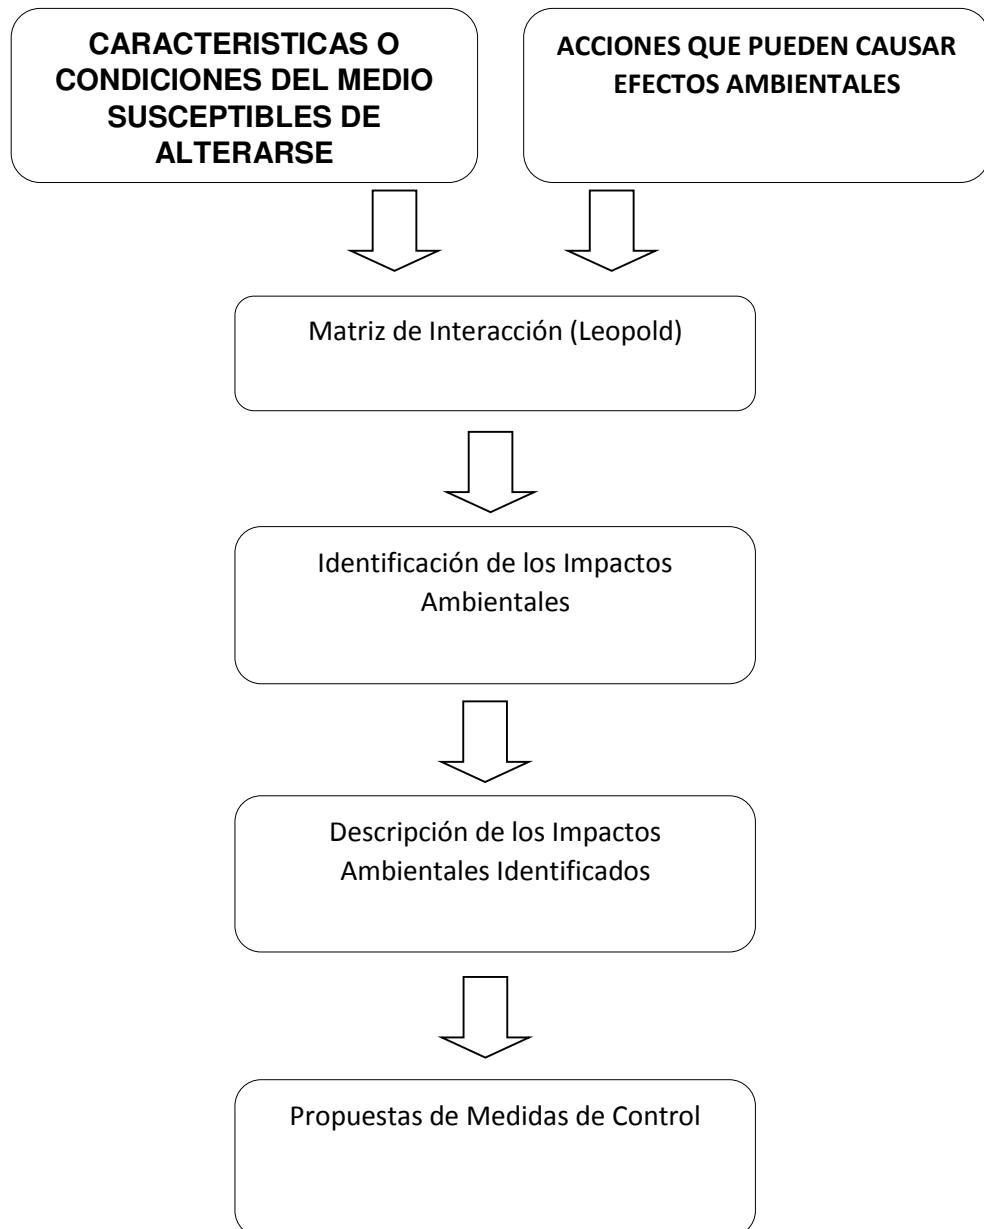 CARACTERISTICAS O
CONDICIONES DEL MEDIO
SUSCEPTIBLES DE
ALTERARSE
ACCIONES QUE PUEDEN CAUSAR
EFECTOS AMBIENTALES
Matriz de Interacción (Leopold)
Identificación de los Impactos
Ambientales
Descripción de los Impactos
Ambientales Identificados
Propuestas de Medidas de Control